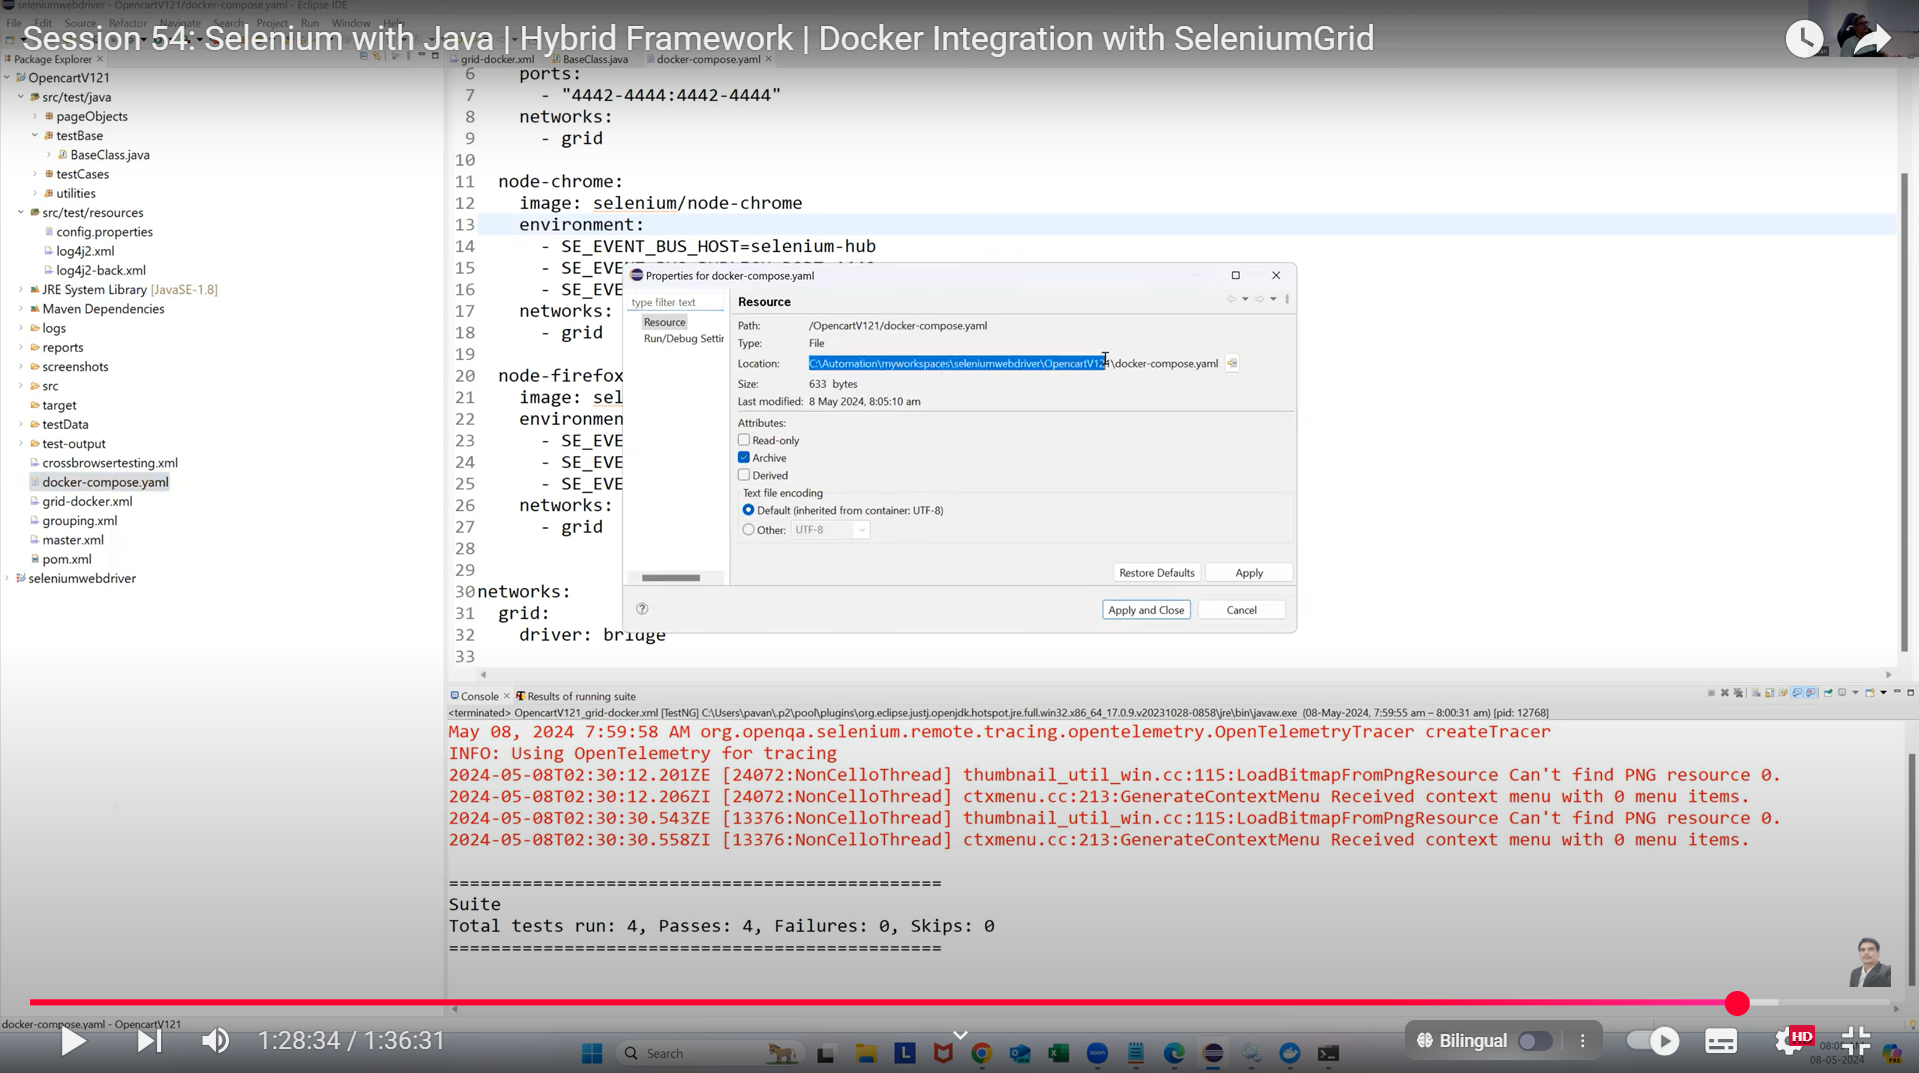 seleniumwebdriver - OpencartV121/docker-compose.yaml - Eclipse IDE
File Edit Source Refactor Navigate Search Project Run Window Help
Session 54: Selenium with Java | Hybrid Framework | Docker Integration with SeleniumGrid
Package Explorer
OpencartV121
src/test/java
pageObjects
testBase
BaseClass.java
testCases
utilities
src/test/resources
config.properties
log4j2.xml
log4j2-back.xml
JRE System Library [JavaSE-1.8]
Maven Dependencies
logs
reports
screenshots
src
target
testData
test-output
crossbrowsertesting.xml
docker-compose.yaml
grid-docker.xml
grouping.xml
master.xml
pom.xml
seleniumwebdriver
grid-docker.xml BaseClass.java docker-compose.yaml
6 ports:
7 - "4442-4444:4442-4444"
8 networks:
9 - grid
10
11 node-chrome:
12 image: selenium/node-chrome
13 environment:
14 - SE_EVENT_BUS_HOST=selenium-hub
15 - SE_EVE
16 - SE_EVE
17 networks:
18 - grid
19
20 node-firefox
21 image: sel
22 environmen
23 - SE_EVE
24 - SE_EVE
25 - SE_EVE
26 networks:
27 - grid
28
29
30 networks:
31 grid:
32 driver: bridge
33
Properties for docker-compose.yaml
type filter text
Resource
Run/Debug Settin
Resource
Path: /OpencartV121/docker-compose.yaml
Type: File
Location: C:\Automation\myworkspaces\seleniumwebdriver\OpencartV121\docker-compose.yaml
Size: 633 bytes
Last modified: 8 May 2024, 8:05:10 am
Attributes:
Read-only
Archive
Derived
Text file encoding
Default (inherited from container: UTF-8)
Other: UTF-8
Restore Defaults Apply
Apply and Close Cancel
Console Results of running suite
<terminated> OpencartV121_grid-docker.xml [TestNG] C:\Users\pavan\.p2\pool\plugins\org.eclipse.justj.openjdk.hotspot.jre.full.win32.x86_64_17.0.9.v20231028-0858\jre\bin\javaw.exe (08-May-2024, 7:59:55 am – 8:00:31 am) [pid: 12768]
May 08, 2024 7:59:58 AM org.openqa.selenium.remote.tracing.opentelemetry.OpenTelemetryTracer createTracer
INFO: Using OpenTelemetry for tracing
2024-05-08T02:30:12.201ZE [24072:NonCelloThread] thumbnail_util_win.cc:115:LoadBitmapFromPngResource Can't find PNG resource 0.
2024-05-08T02:30:12.206ZI [24072:NonCelloThread] ctxmenu.cc:213:GenerateContextMenu Received context menu with 0 menu items.
2024-05-08T02:30:30.543ZE [13376:NonCelloThread] thumbnail_util_win.cc:115:LoadBitmapFromPngResource Can't find PNG resource 0.
2024-05-08T02:30:30.558ZI [13376:NonCelloThread] ctxmenu.cc:213:GenerateContextMenu Received context menu with 0 menu items.
===============================================
Suite
Total tests run: 4, Passes: 4, Failures: 0, Skips: 0
===============================================
docker-compose.yaml - OpencartV121
1:28:34 / 1:36:31
Search
Bilingual
HD
08-05-2024